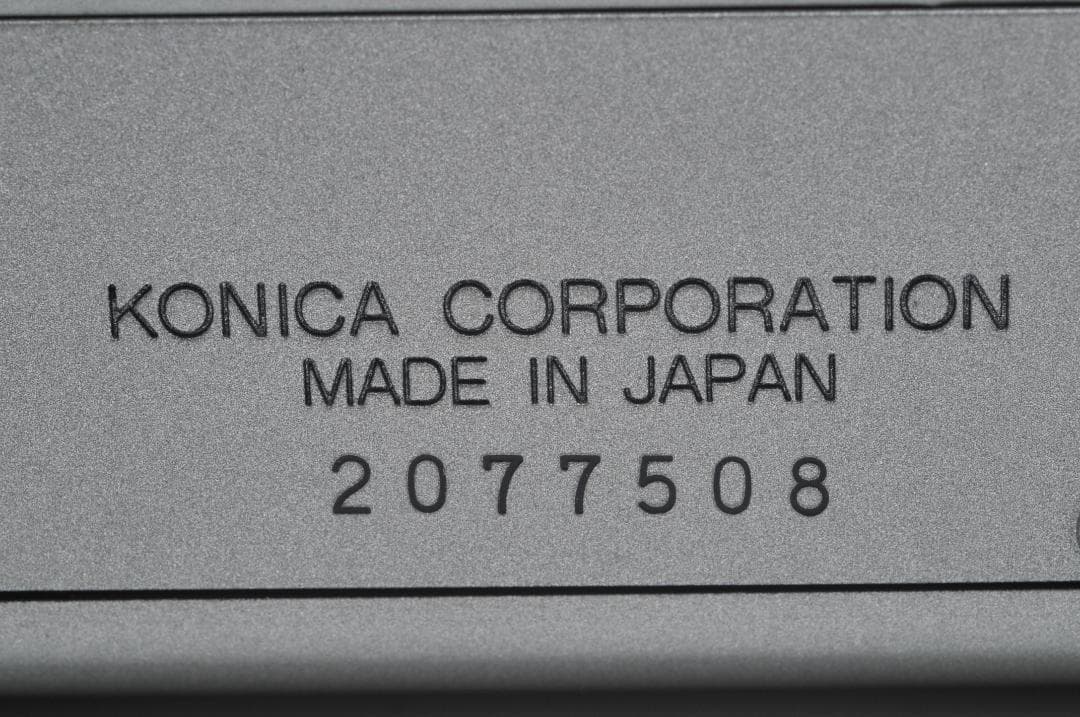 KONICA CORPORATION
MADE IN JAPAN
2077508